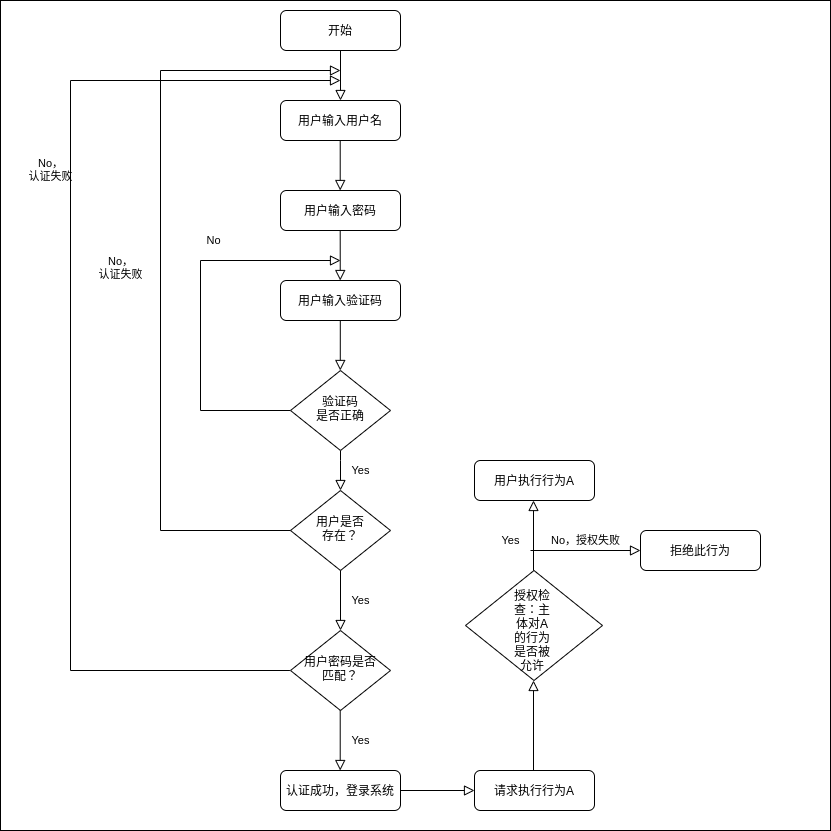 开始
用户输入用户名
No，
认证失败
用户输入密码
No
No，
认证失败
用户输入验证码
验证码
是否正确
Yes
用户是否
存在？
Yes
用户密码是否
匹配？
Yes
认证成功，登录系统
请求执行行为A
授权检
查：主
体对A
的行为
是否被
允许
Yes
No，授权失败
用户执行行为A
拒绝此行为